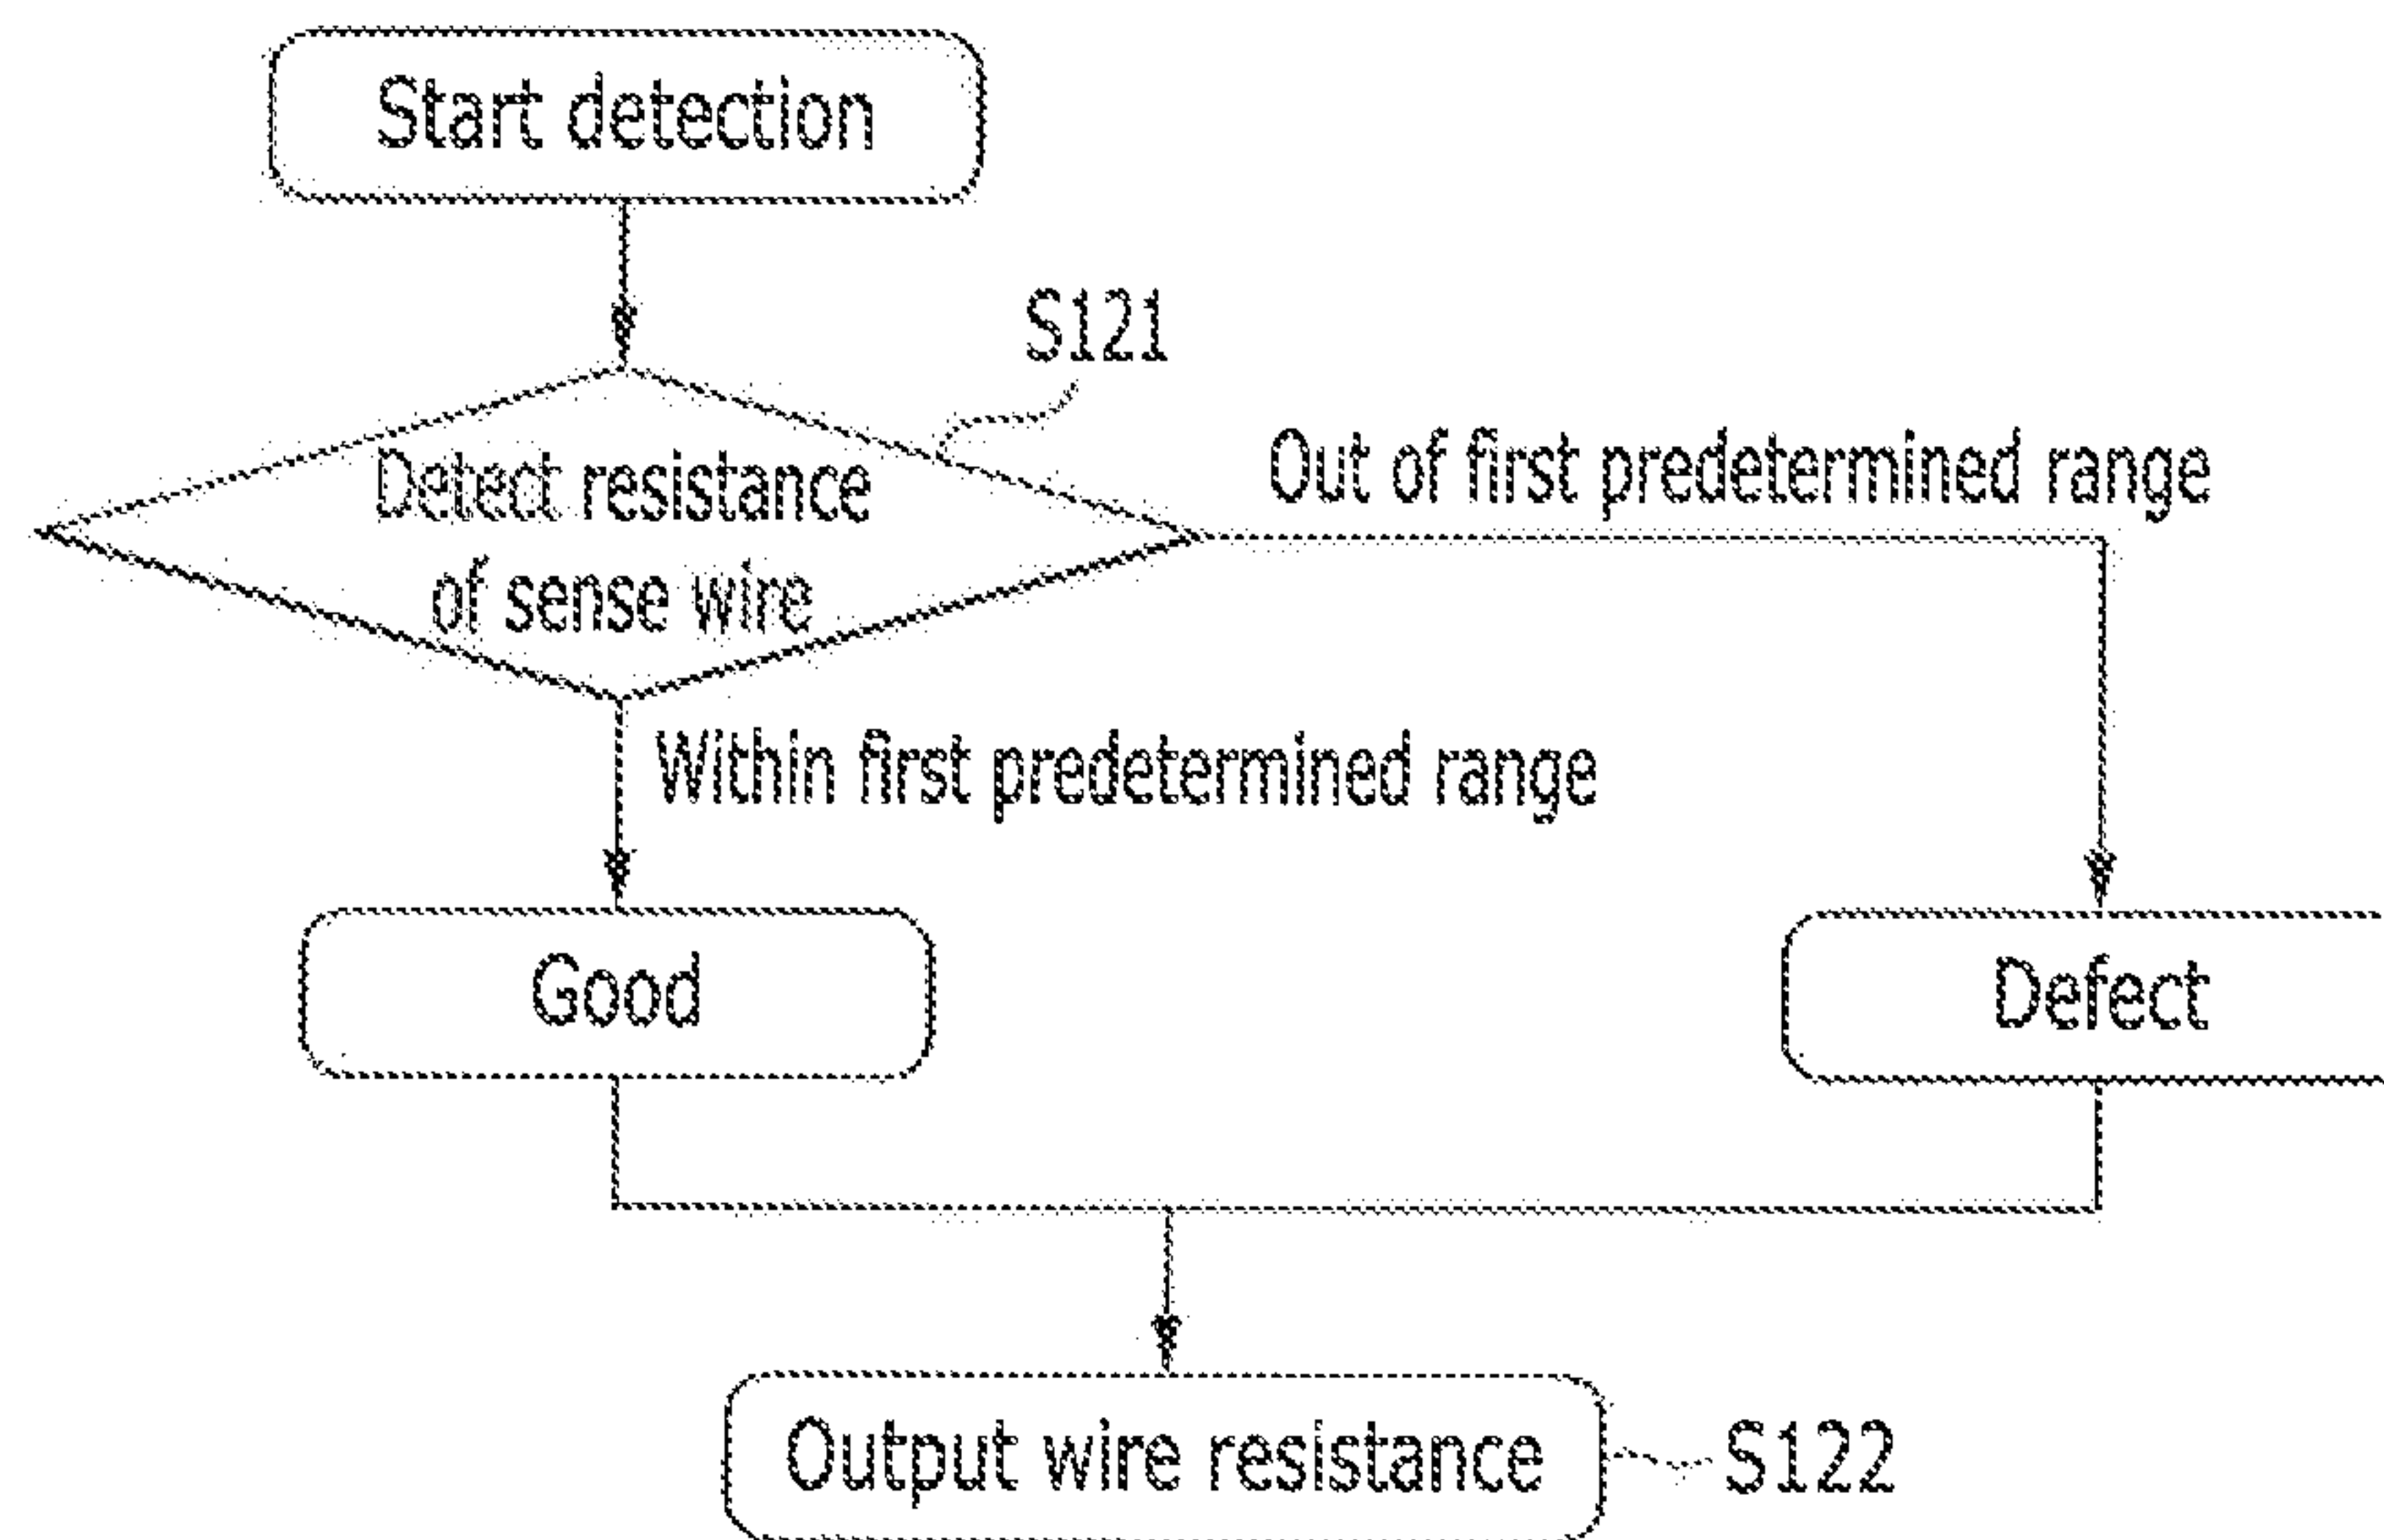 Start detection
S121
Detect resistance
of sense wire
Out of first predetermined range
Within first predetermined range
Good
Defect
Output wire resistance
S122